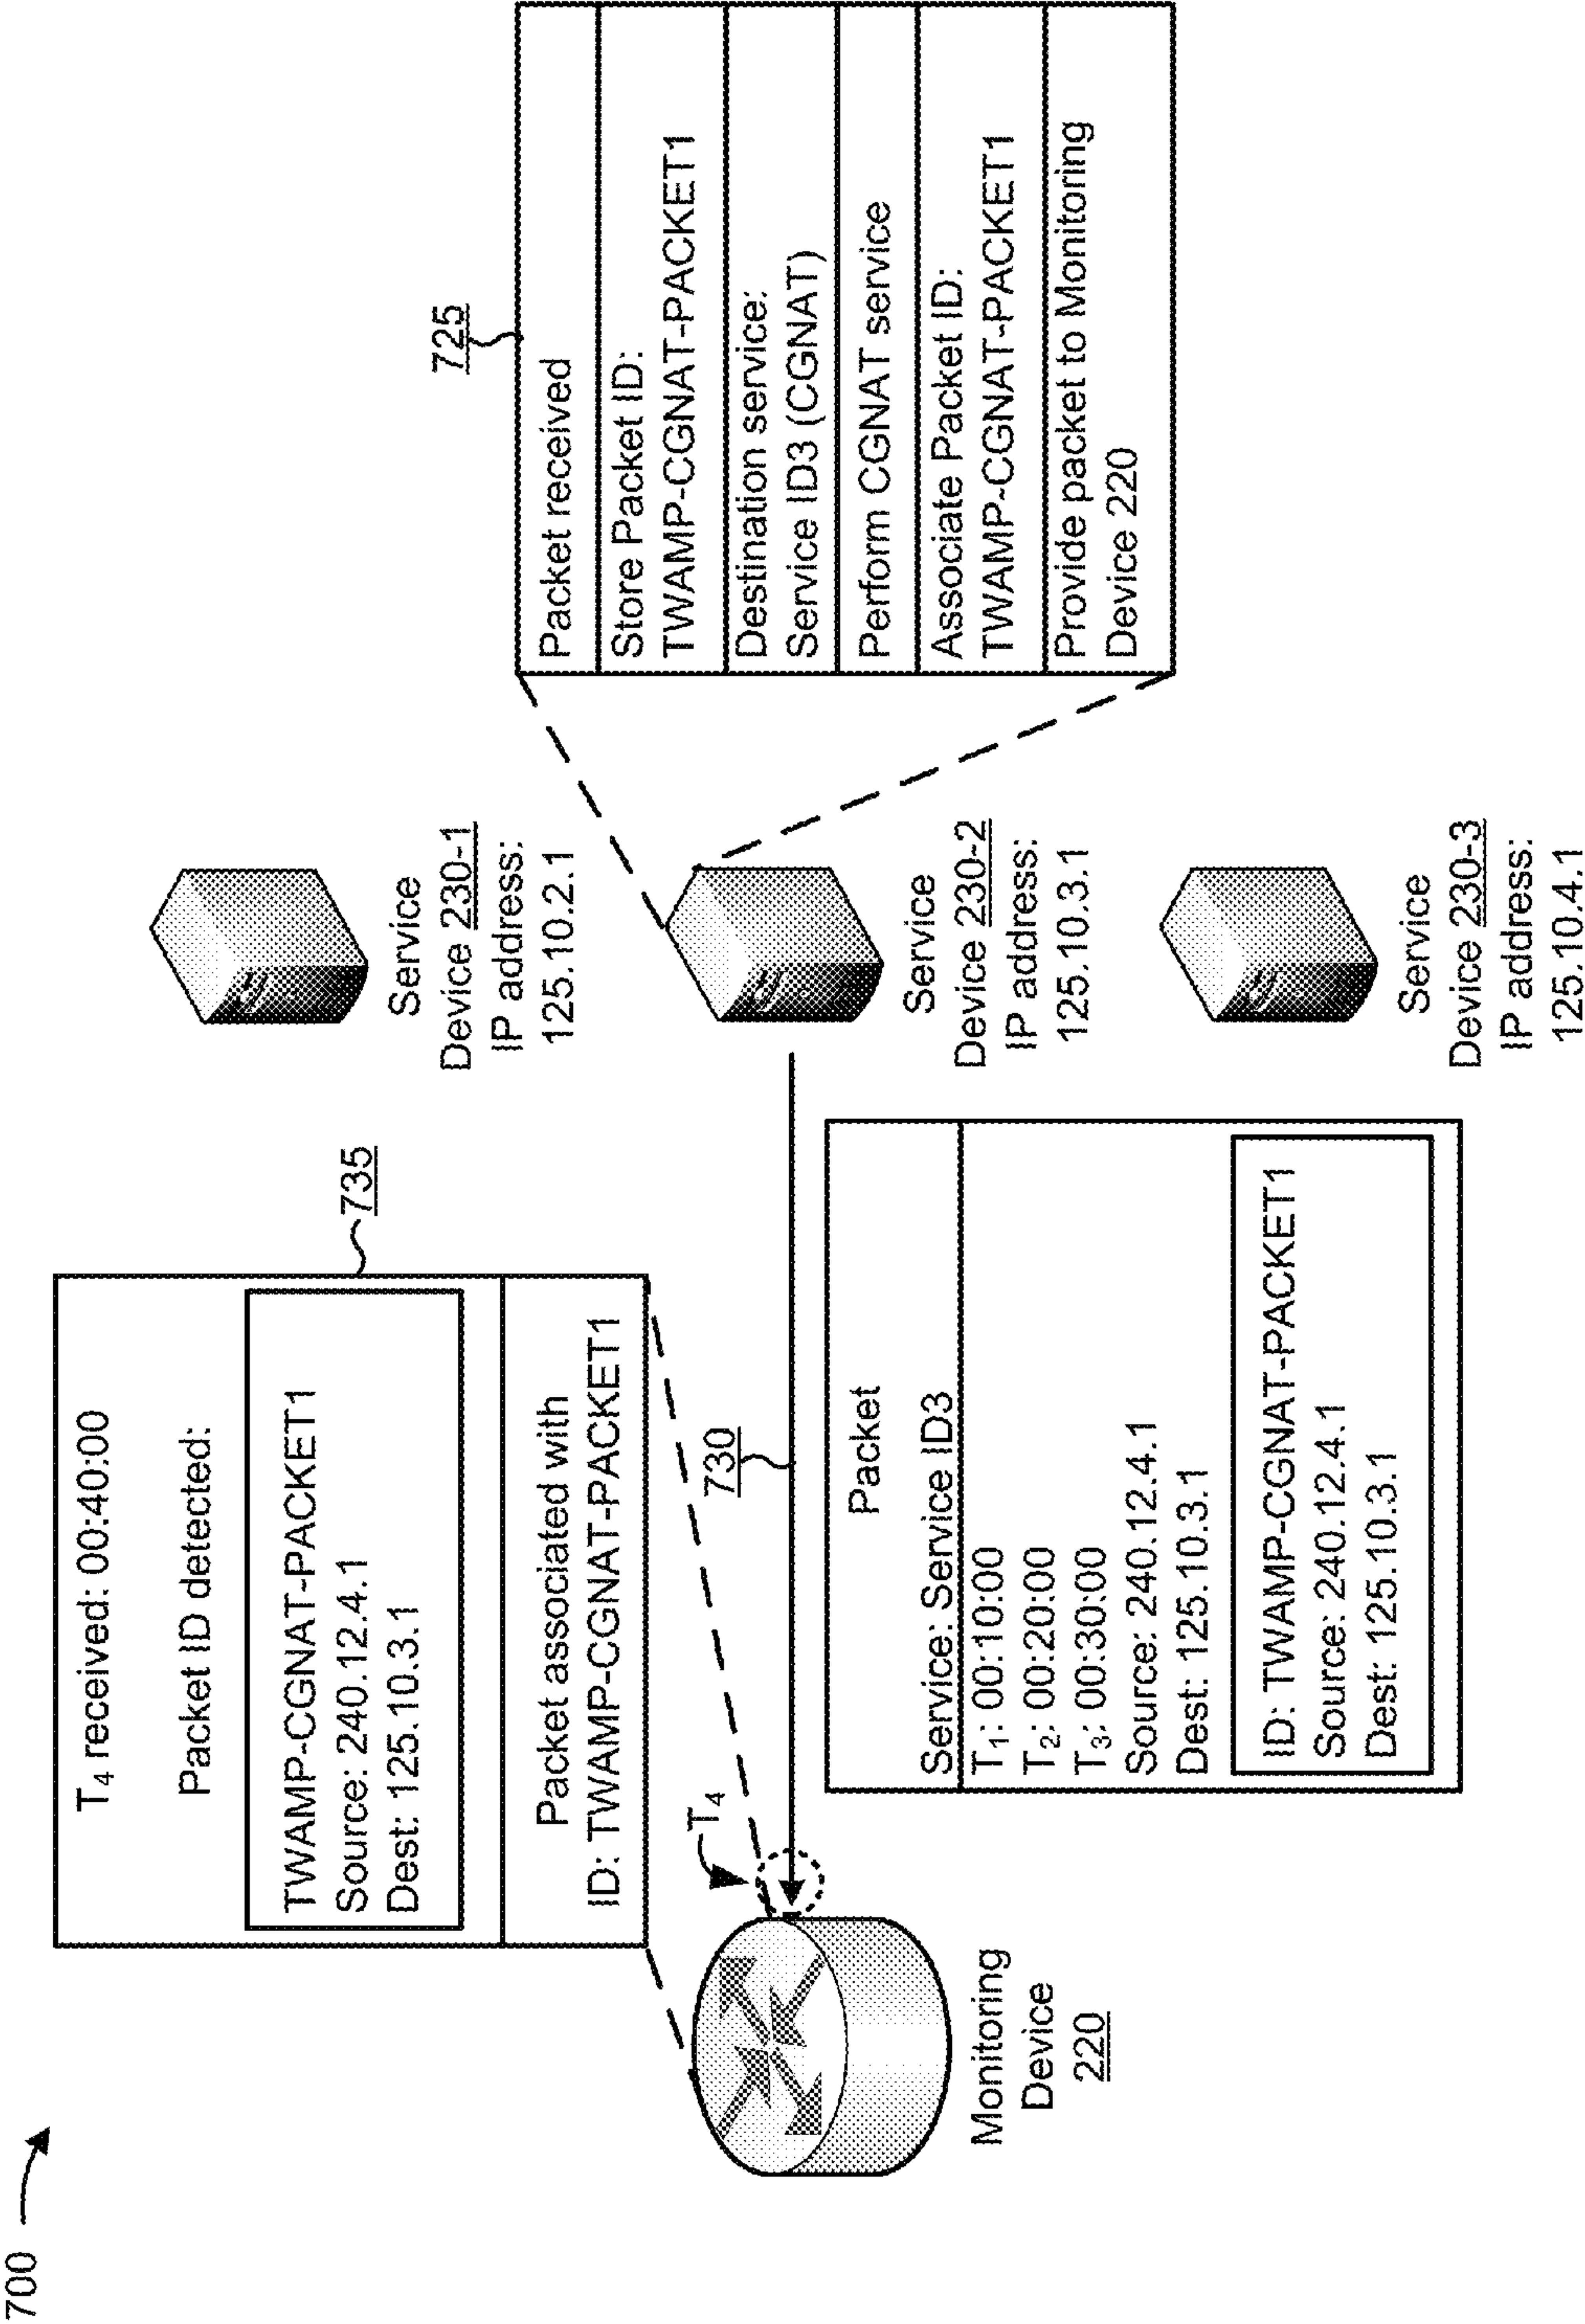 700
T4 received: 00:40:00
Packet ID detected:
TWAMP-CGNAT-PACKET1
Source: 240.12.4.1
Dest: 125.10.3.1
Packet associated with
ID: TWAMP-CGNAT-PACKET1
735
T4
730
Monitoring
Device
220
Packet
Service: Service ID3
T1: 00:10:00
T2: 00:20:00
T3: 00:30:00
Source: 240.12.4.1
Dest: 125.10.3.1
ID: TWAMP-CGNAT-PACKET1
Source: 240.12.4.1
Dest: 125.10.3.1
Service
Device 230-1
IP address:
125.10.2.1
Service
Device 230-2
IP address:
125.10.3.1
Service
Device 230-3
IP address:
125.10.4.1
725
Packet received
Store Packet ID:
TWAMP-CGNAT-PACKET1
Destination service:
Service ID3 (CGNAT)
Perform CGNAT service
Associate Packet ID:
TWAMP-CGNAT-PACKET1
Provide packet to Monitoring
Device 220